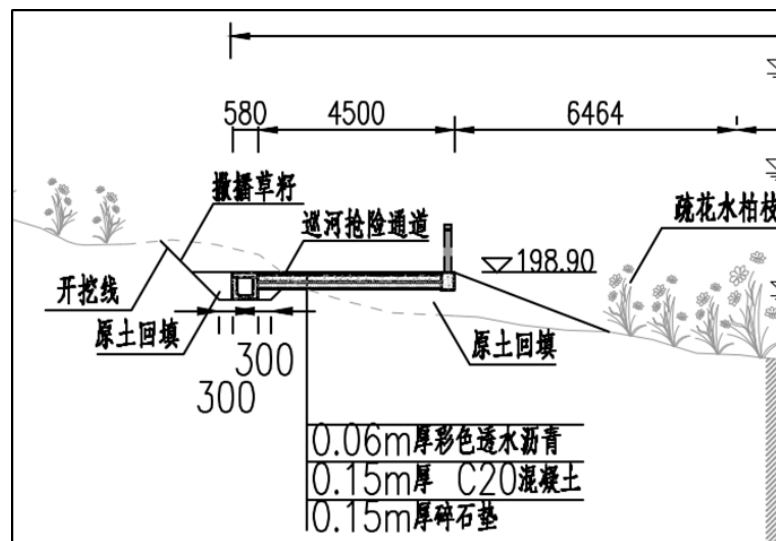 580
4500
6464
撒播草籽
巡河抢险通道
疏花水柏枝
198.90
开挖线
原土回填
原土回填
300
300
0.06m厚彩色透水沥青
0.15m厚 C20混凝土
0.15m厚碎石垫